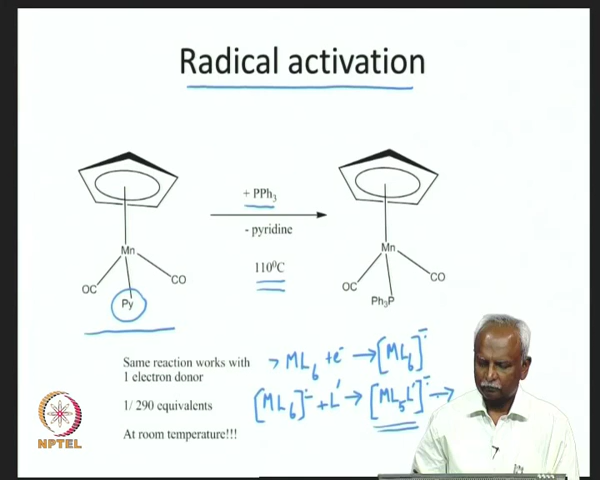 Radical activation
+ PPh₃
- pyridine
110⁰C
Mn
OC
CO
Py
Mn
OC
CO
Ph₃P
Same reaction works with
1 electron donor
1/ 290 equivalents
At room temperature!!!
> ML₆ + e⁻ → [ML₆]⁻
[ML₆]⁻ + L' → [ML₅L']⁻ →
NPTEL